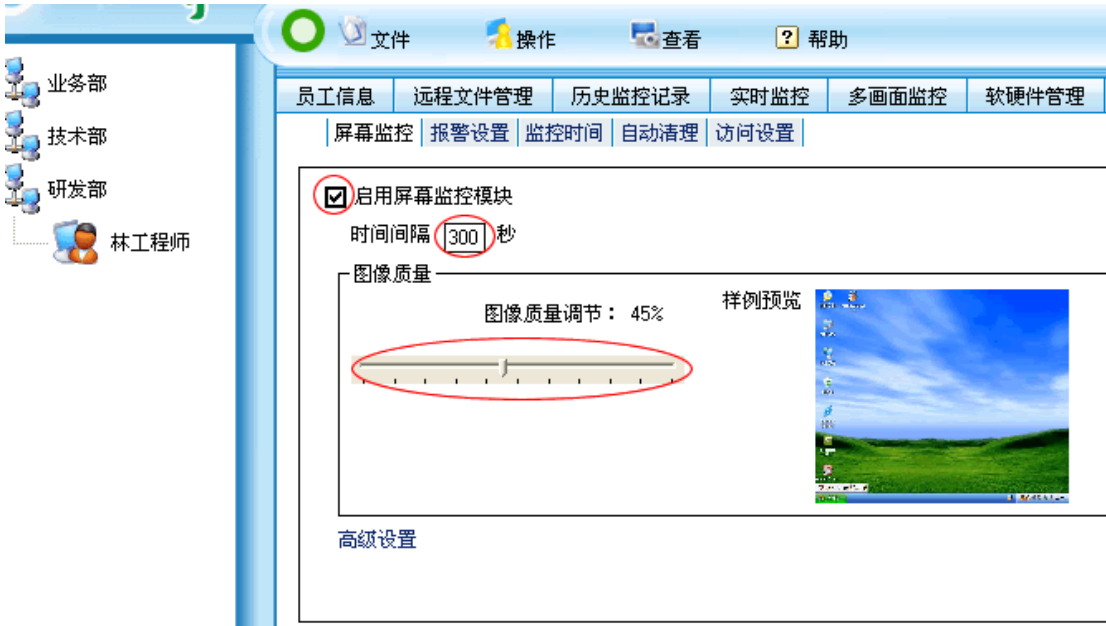 文件 操作 查看 帮助
业务部
技术部
研发部
林工程师
员工信息 远程文件管理 历史监控记录 实时监控 多画面监控 软硬件管理
屏幕监控 报警设置 监控时间 自动清理 访问设置
启用屏幕监控模块
时间间隔 300 秒
图像质量
图像质量调节： 45% 样例预览
高级设置